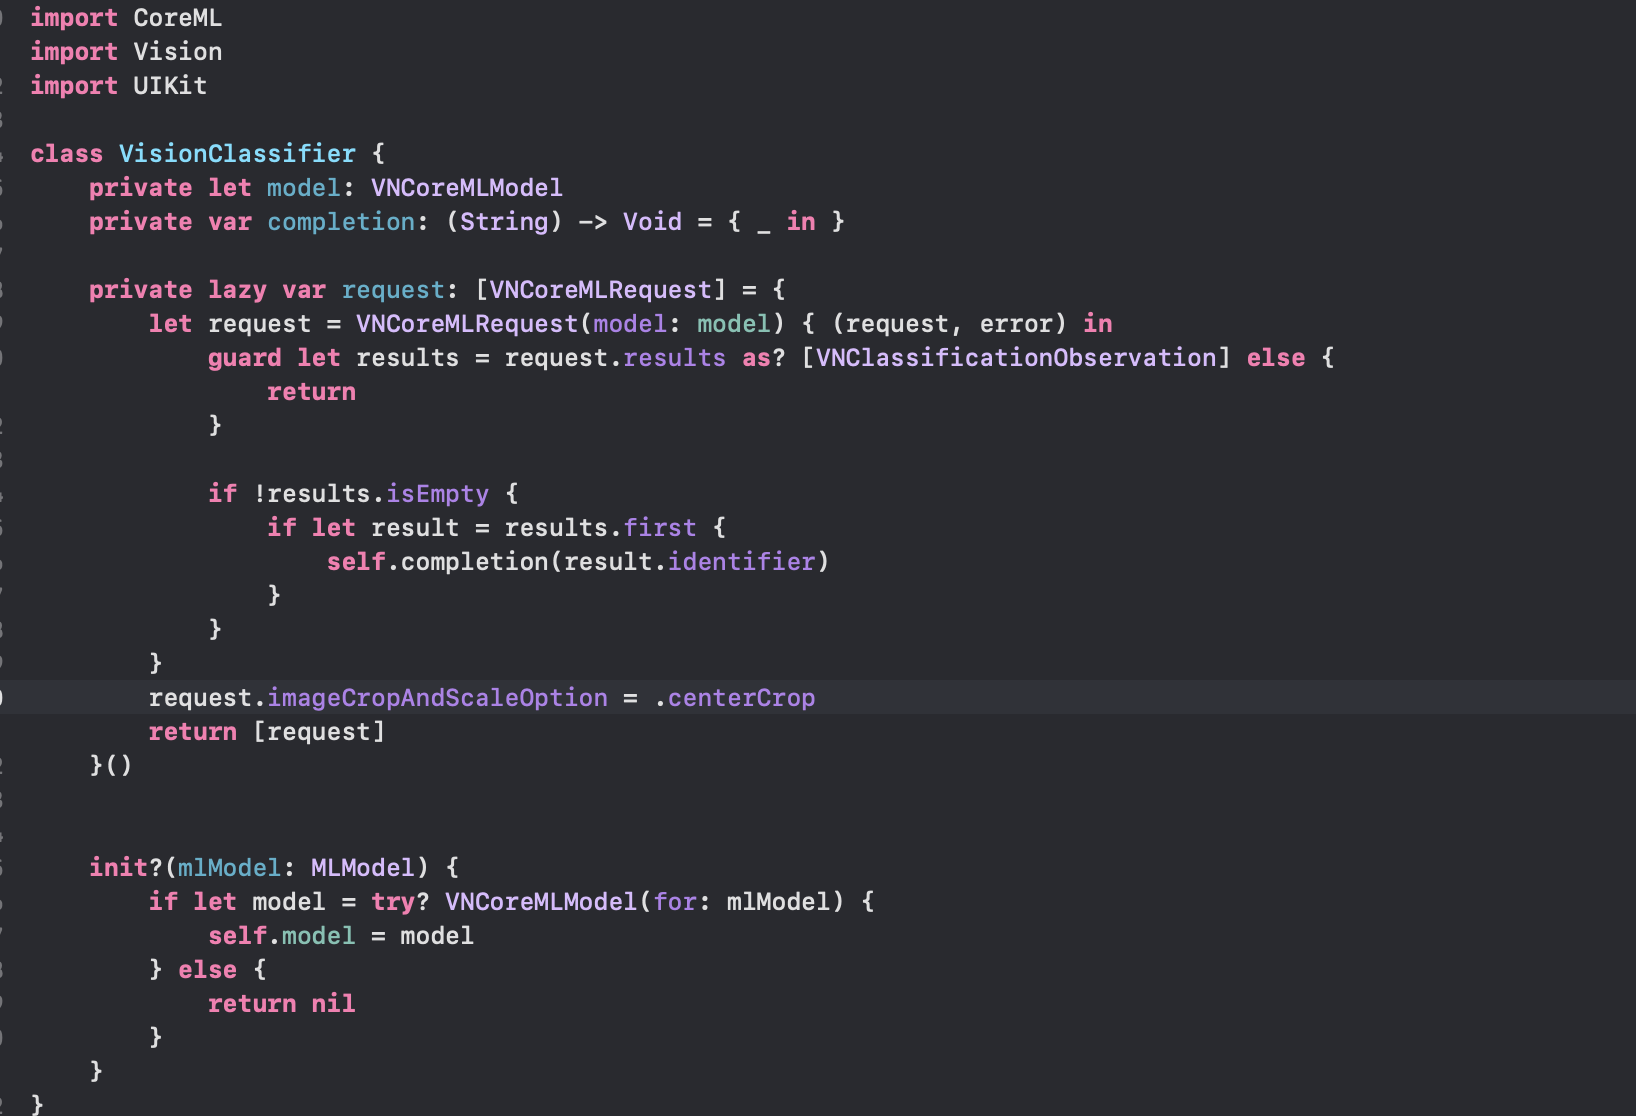 import CoreML
import Vision
import UIKit

class VisionClassifier {
    private let model: VNCoreMLModel
    private var completion: (String) -> Void = { _ in }

    private lazy var request: [VNCoreMLRequest] = {
        let request = VNCoreMLRequest(model: model) { (request, error) in
            guard let results = request.results as? [VNClassificationObservation] else {
                return
            }

            if !results.isEmpty {
                if let result = results.first {
                    self.completion(result.identifier)
                }
            }
        }
        request.imageCropAndScaleOption = .centerCrop
        return [request]
    }()


    init?(mlModel: MLModel) {
        if let model = try? VNCoreMLModel(for: mlModel) {
            self.model = model
        } else {
            return nil
        }
    }
}